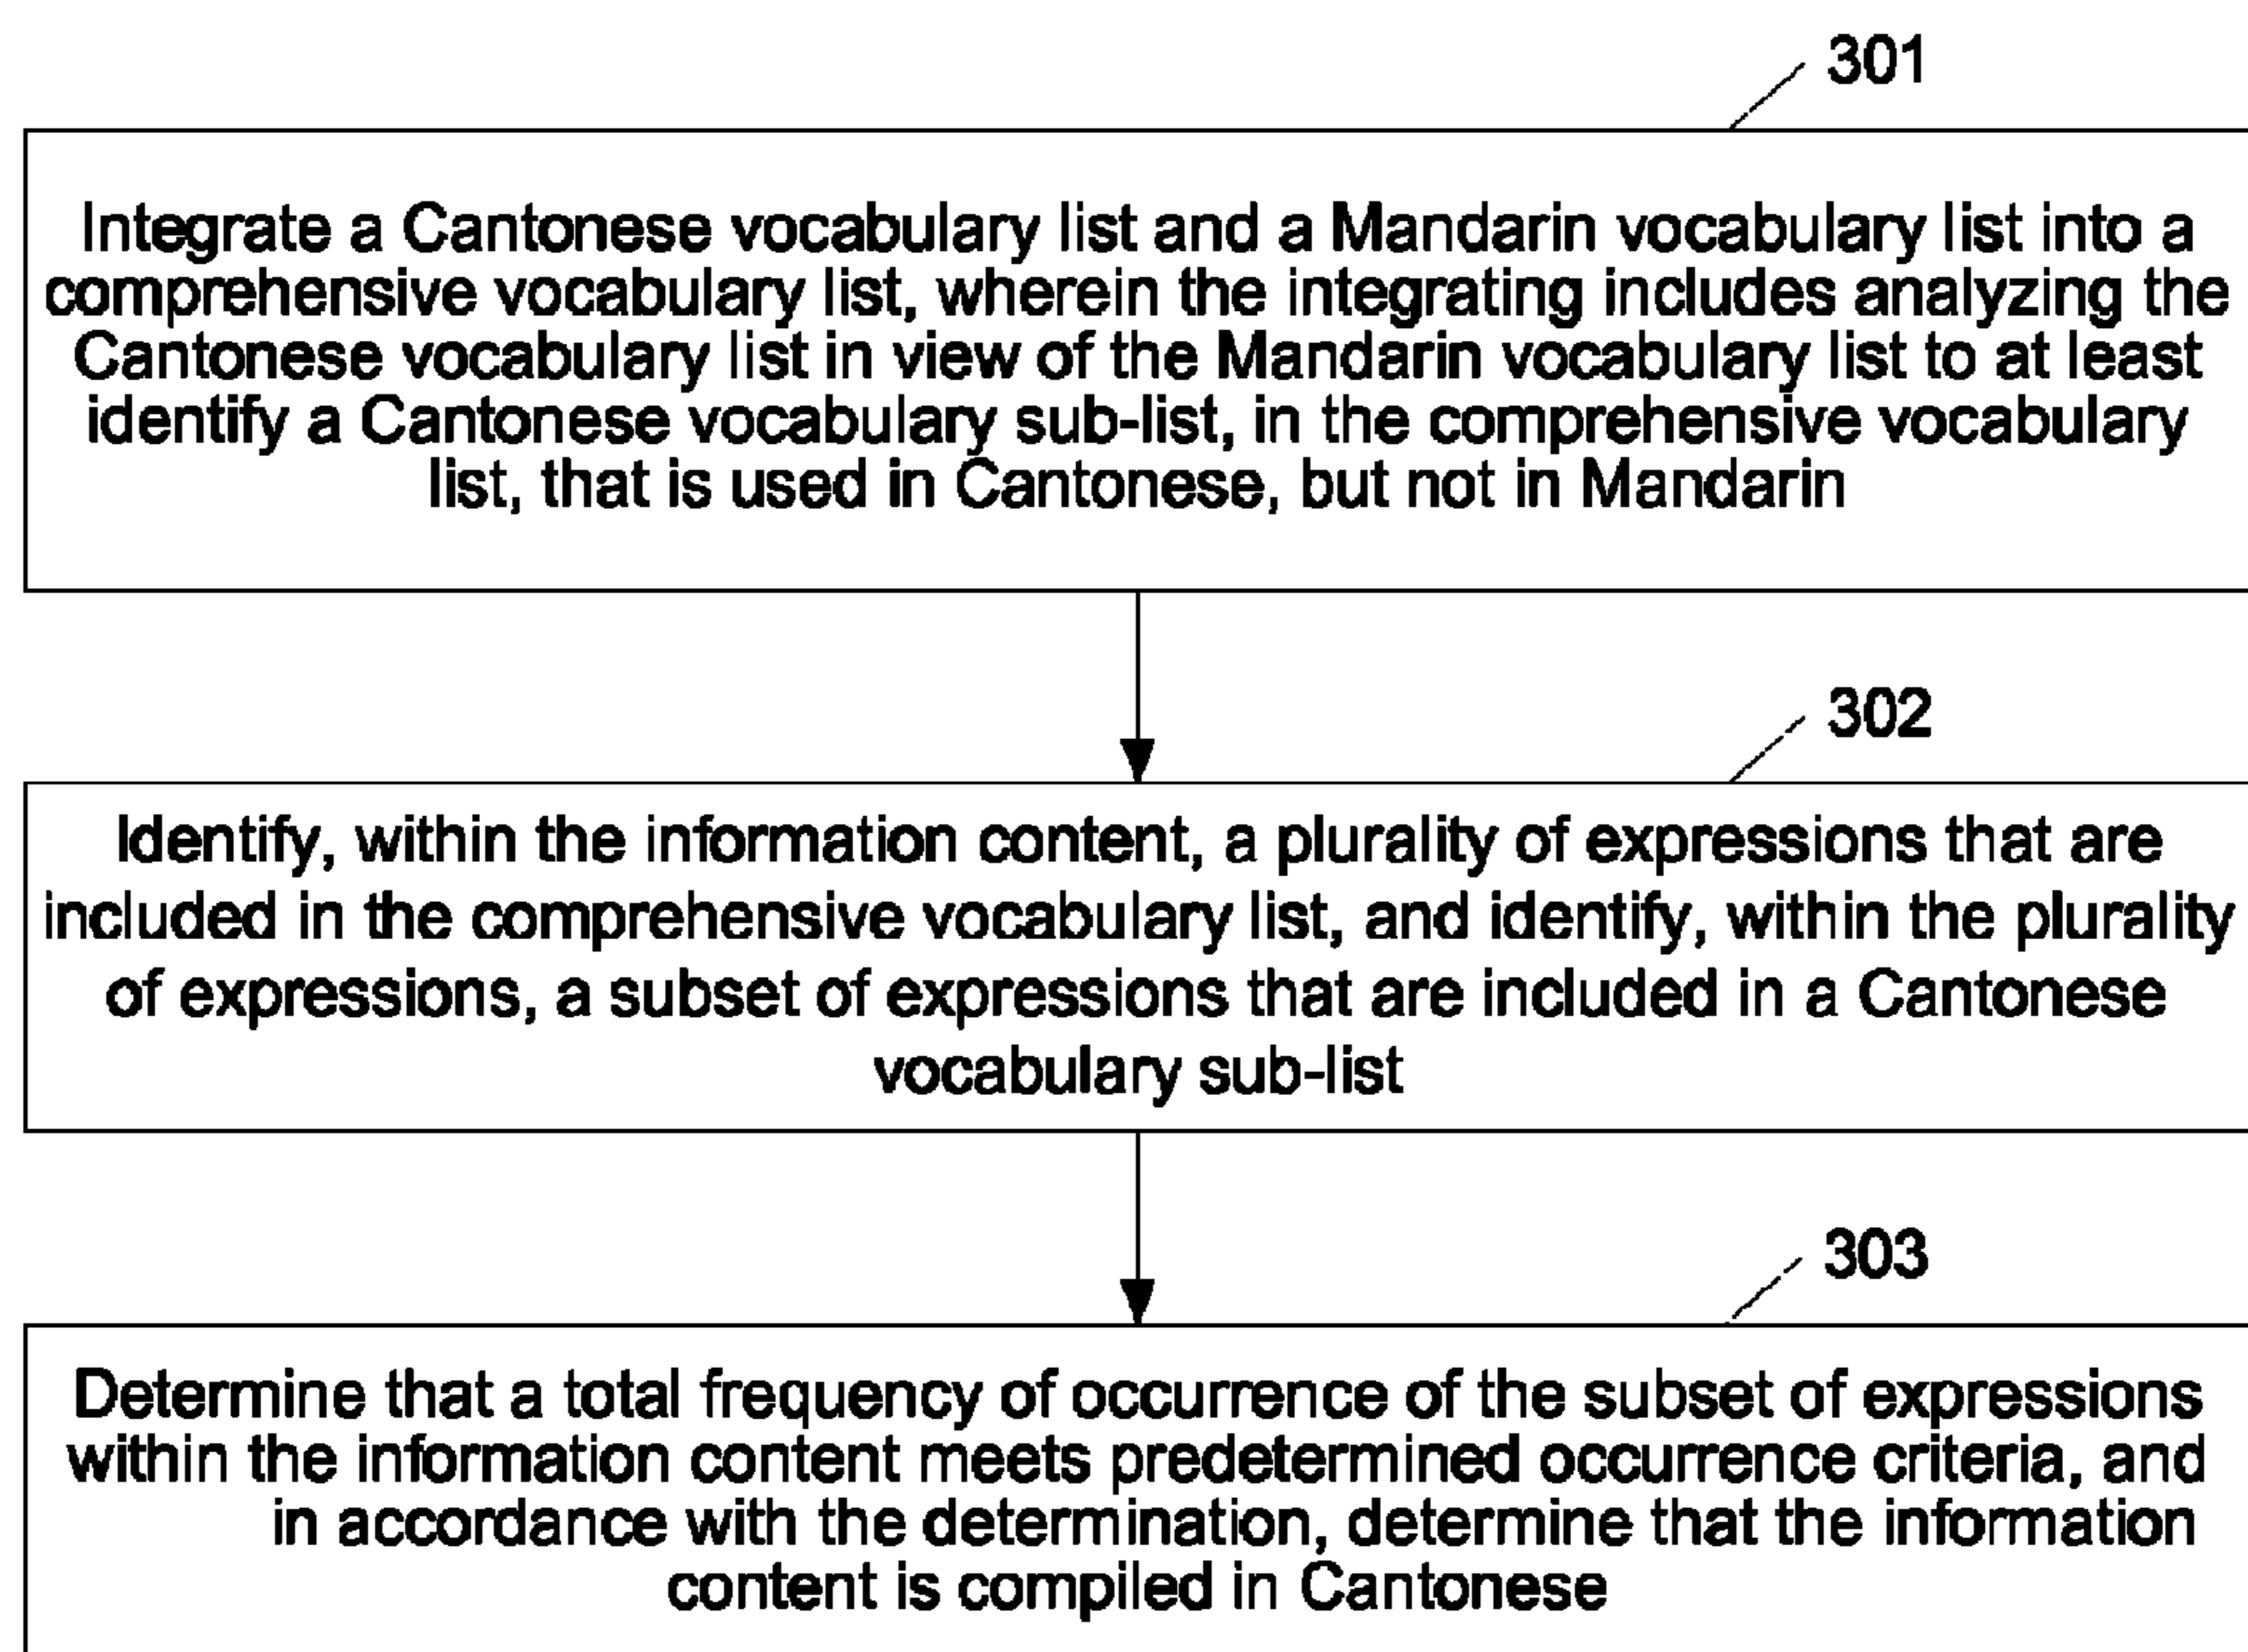 301
Integrate a Cantonese vocabulary list and a Mandarin vocabulary list into a
comprehensive vocabulary list, wherein the integrating includes analyzing the
Cantonese vocabulary list in view of the Mandarin vocabulary list to at least
identify a Cantonese vocabulary sub-list, in the comprehensive vocabulary
list, that is used in Cantonese, but not in Mandarin
302
Identify, within the information content, a plurality of expressions that are
included in the comprehensive vocabulary list, and identify, within the plurality
of expressions, a subset of expressions that are included in a Cantonese
vocabulary sub-list
303
Determine that a total frequency of occurrence of the subset of expressions
within the information content meets predetermined occurrence criteria, and
in accordance with the determination, determine that the information
content is compiled in Cantonese